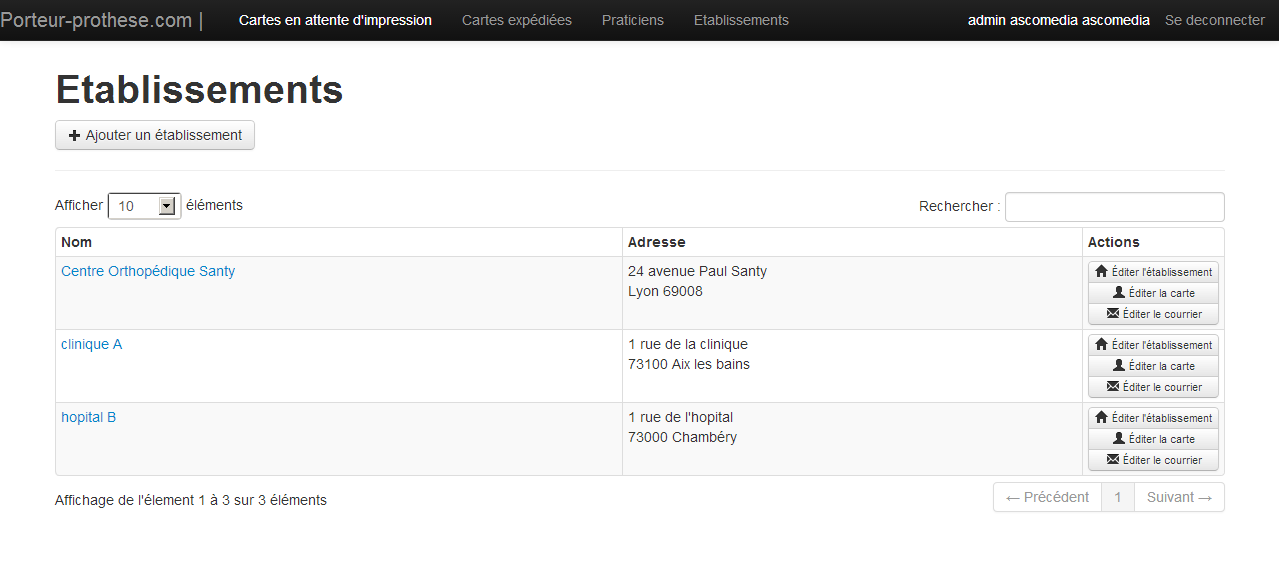 Porteur-prothese.com | Cartes en attente d'impression Cartes expédiées Praticiens Etablissements admin ascomedia ascomedia Se deconnecter
Etablissements
Ajouter un établissement
Afficher 10 éléments Rechercher :
Nom Adresse Actions
Centre Orthopédique Santy 24 avenue Paul Santy Éditer l'établissement
Lyon 69008 Éditer la carte
Éditer le courrier
clinique A 1 rue de la clinique Éditer l'établissement
73100 Aix les bains Éditer la carte
Éditer le courrier
hopital B 1 rue de l'hopital Éditer l'établissement
73000 Chambéry Éditer la carte
Éditer le courrier
Affichage de l'élement 1 à 3 sur 3 éléments ← Précédent 1 Suivant →